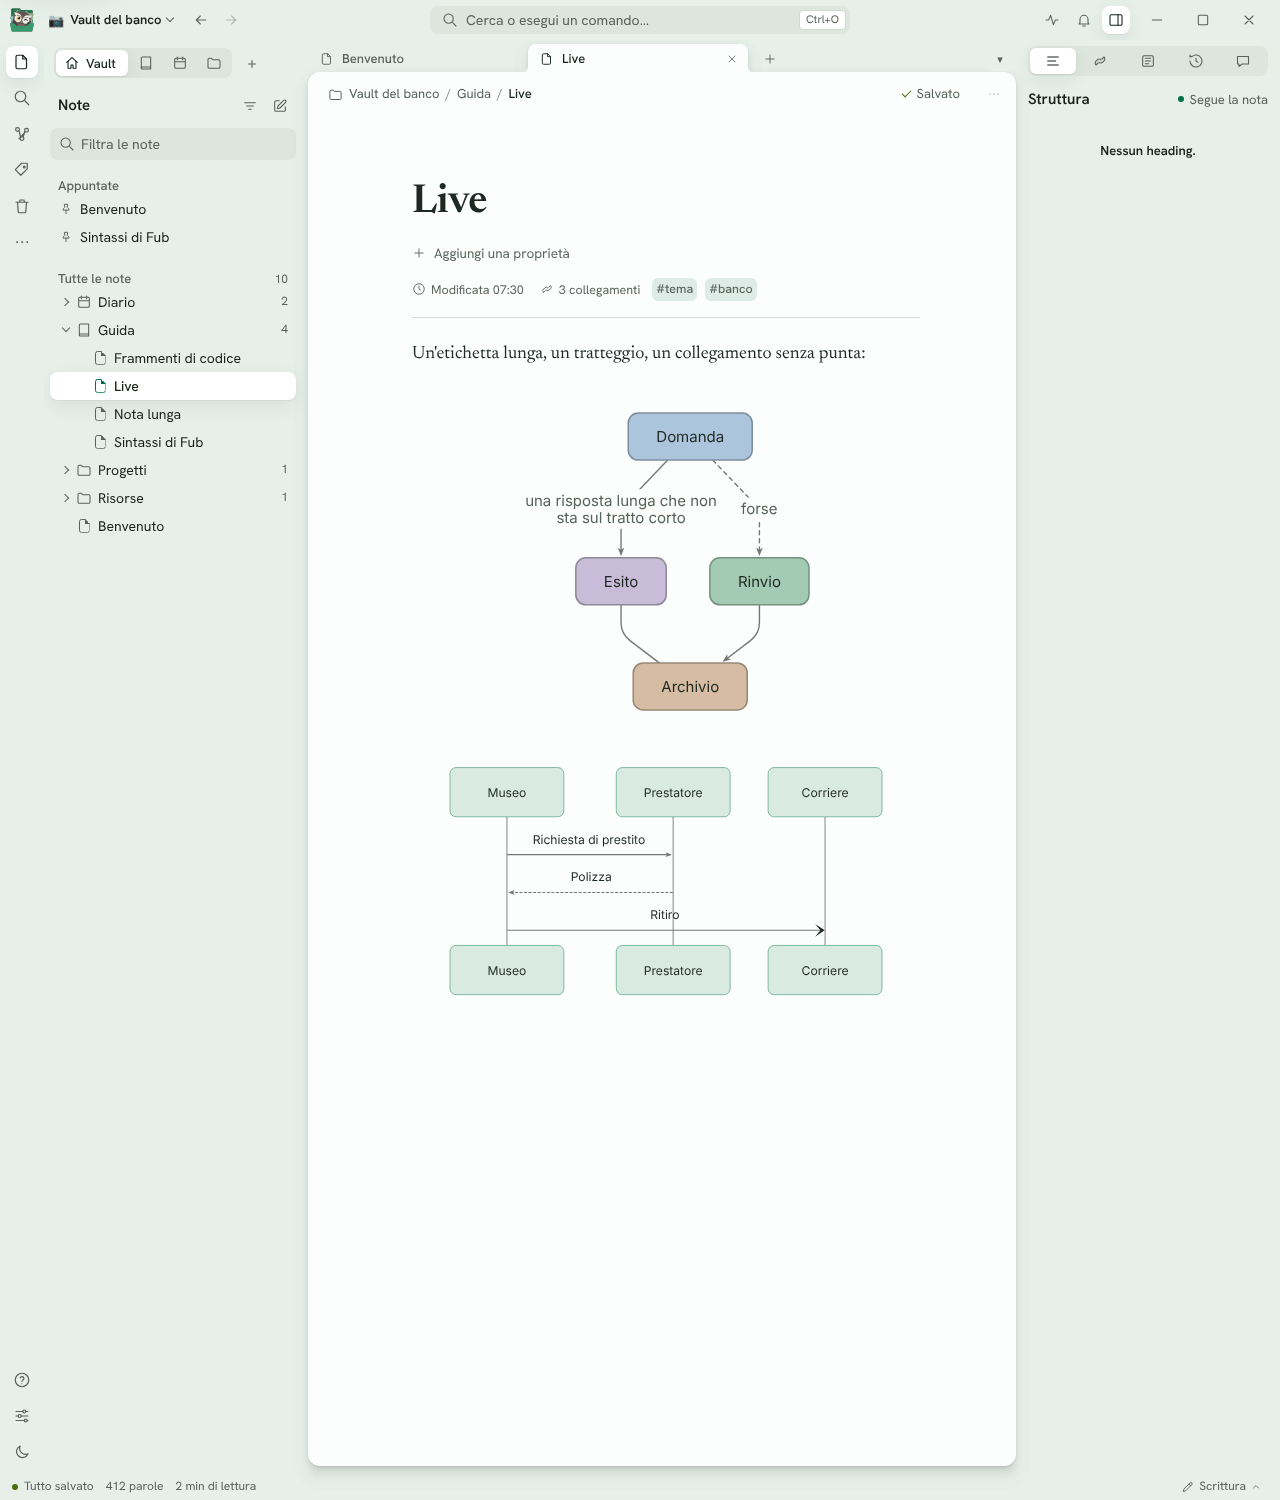 Vault del banco
Cerca o esegui un comando...
Ctrl+O
Vault
Note
Filtra le note
Appuntate
Benvenuto
Sintassi di Fub
Tutte le note 10
Diario 2
Guida 4
Frammenti di codice
Live
Nota lunga
Sintassi di Fub
Progetti 1
Risorse 1
Benvenuto
Benvenuto
Live
Vault del banco / Guida / Live
Salvato
Live
Aggiungi una proprietà
Modificata 07:30 3 collegamenti #tema #banco
Un'etichetta lunga, un tratteggio, un collegamento senza punta:
Domanda
una risposta lunga che non
sta sul tratto corto
forse
Esito
Rinvio
Archivio
Museo
Prestatore
Corriere
Richiesta di prestito
Polizza
Ritiro
Museo
Prestatore
Corriere
Struttura
Segue la nota
Nessun heading.
Tutto salvato 412 parole 2 min di lettura
Scrittura